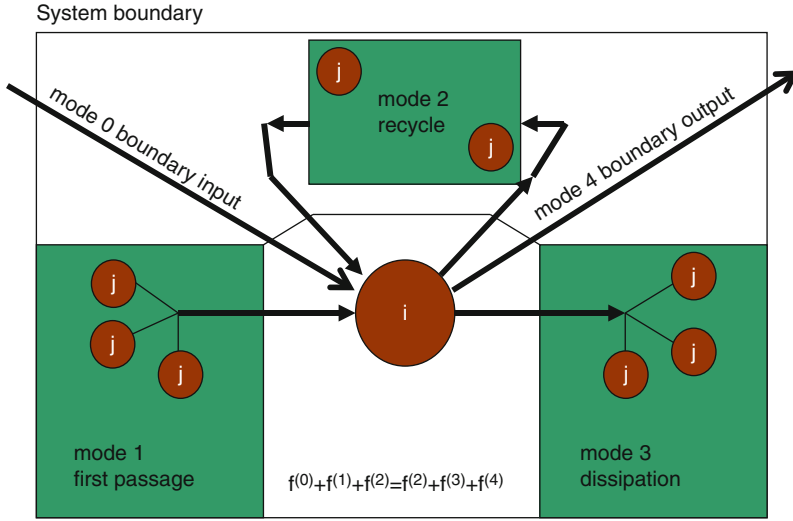 System boundary
mode 0 boundary input
j
mode 2
recycle
j
mode 4 boundary output
j
j
j
i
j
j
j
mode 1
first passage
f⁽⁰⁾+f⁽¹⁾+f⁽²⁾=f⁽²⁾+f⁽³⁾+f⁽⁴⁾
mode 3
dissipation